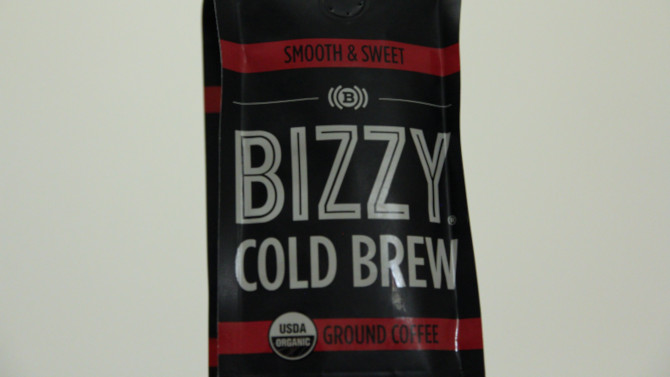 SMOOTH & SWEET
B
BIZZY®
COLD BREW
USDA
ORGANIC
GROUND COFFEE